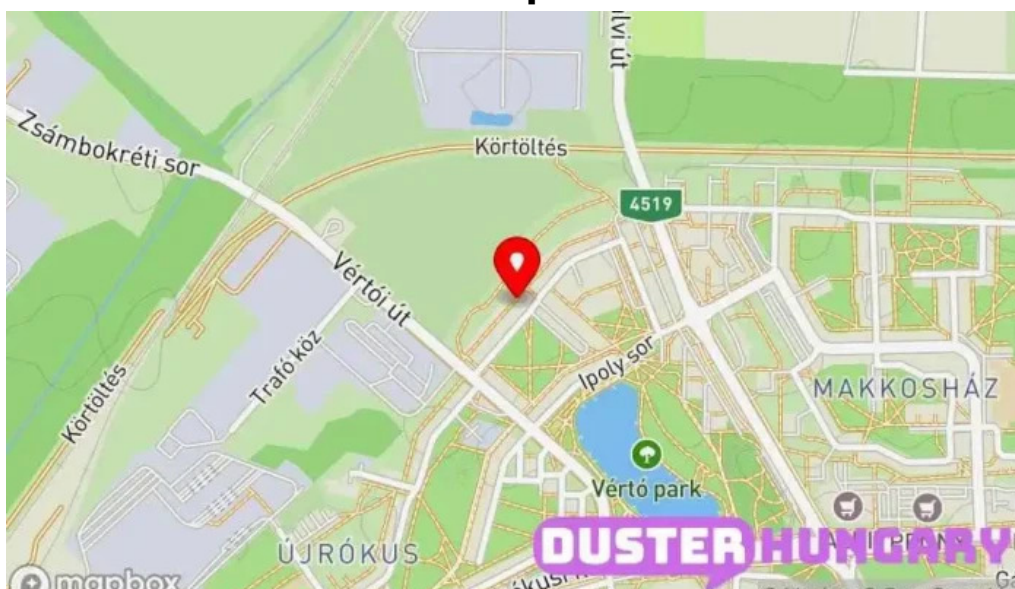 Zsámbokréti sor
Körtöltés
4519
Vértói út
Trafó köz
Ipoly sor
Körtöltés
MAKKOSHÁZ
Vértó park
ÚJRÓKUS
DUSTER HUNGARY
mapbox